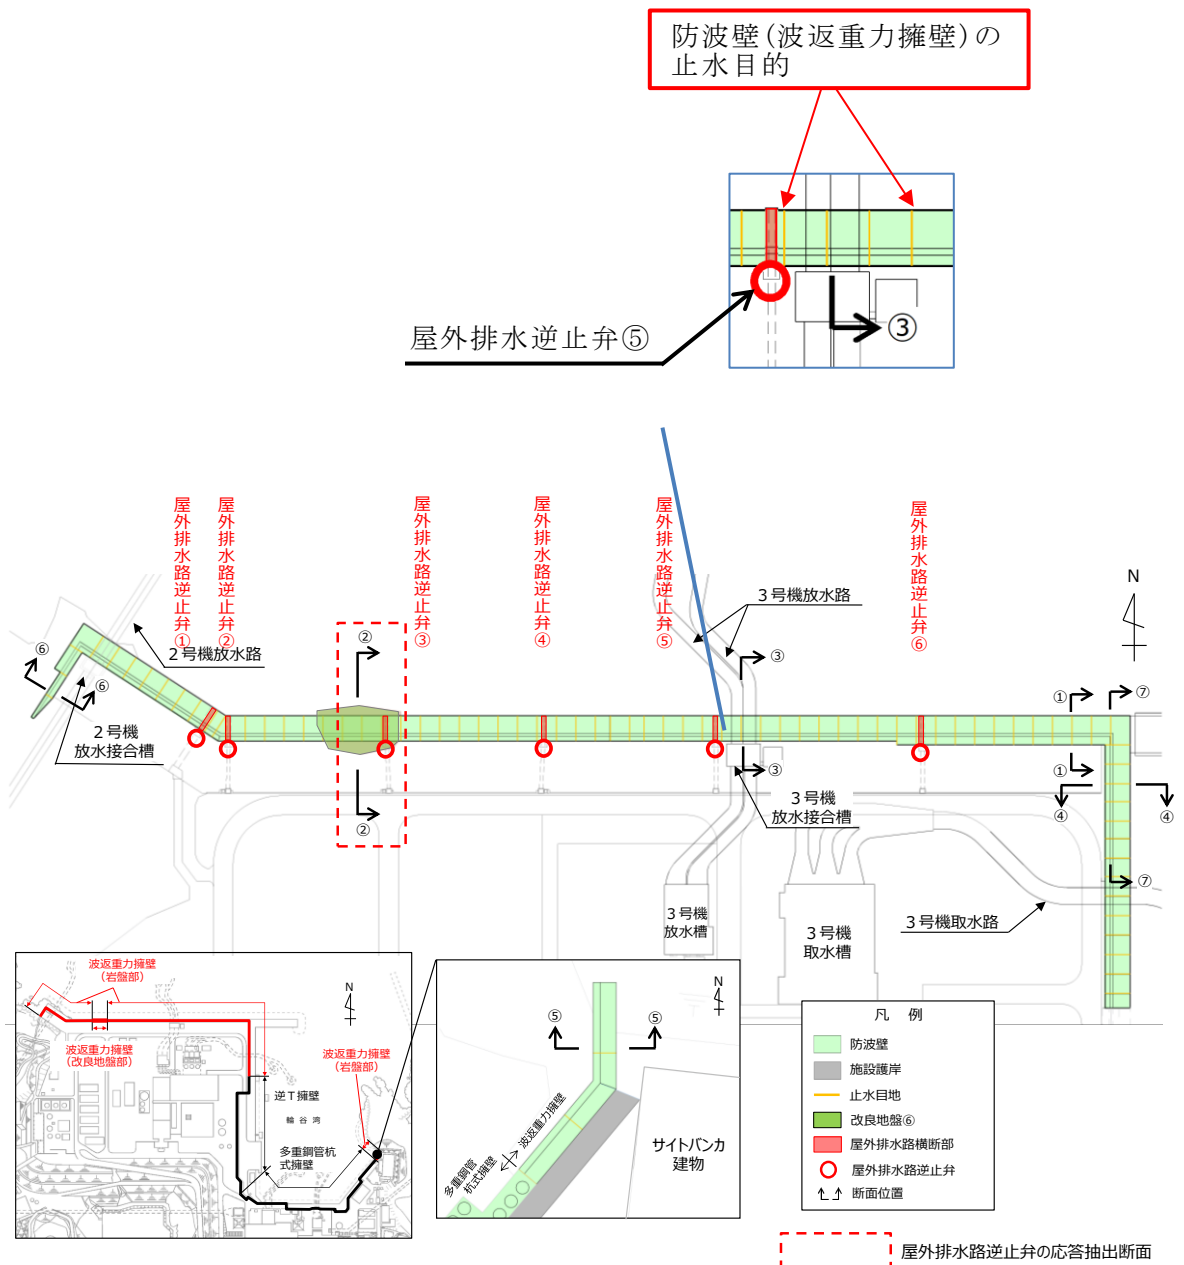 防波壁(波返重力擁壁)の
止水目的
屋外排水逆止弁⑤
③
屋外排水路逆止弁①
屋外排水路逆止弁②
屋外排水路逆止弁③
屋外排水路逆止弁④
屋外排水路逆止弁⑤
屋外排水路逆止弁⑥
3号機放水路
2号機放水路
N
⑥
⑥
②
②
③
③
①
①
⑦
⑦
④
④
2号機
放水接合槽
3号機
放水接合槽
3号機
放水槽
3号機
取水槽
3号機取水路
波返重力擁壁
(岩盤部)
波返重力擁壁
(改良地盤部)
波返重力擁壁
(岩盤部)
N
逆T擁壁
輪谷湾
多重鋼管杭
式擁壁
N
⑤
⑤
多重鋼管
杭式擁壁
波返重力擁壁
サイトバンカ
建物
凡 例
防波壁
施設護岸
止水目地
改良地盤⑥
屋外排水路横断部
屋外排水路逆止弁
断面位置
屋外排水路逆止弁の応答抽出断面